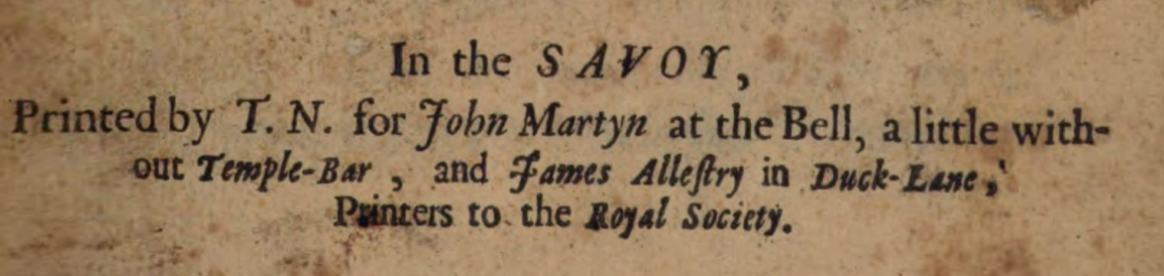 In the SAVOY,
Printed by T. N. for John Martyn at the Bell, a little with-
out Temple-Bar, and James Alleſtry in Duck-Lane,
Printers to the Royal Society.